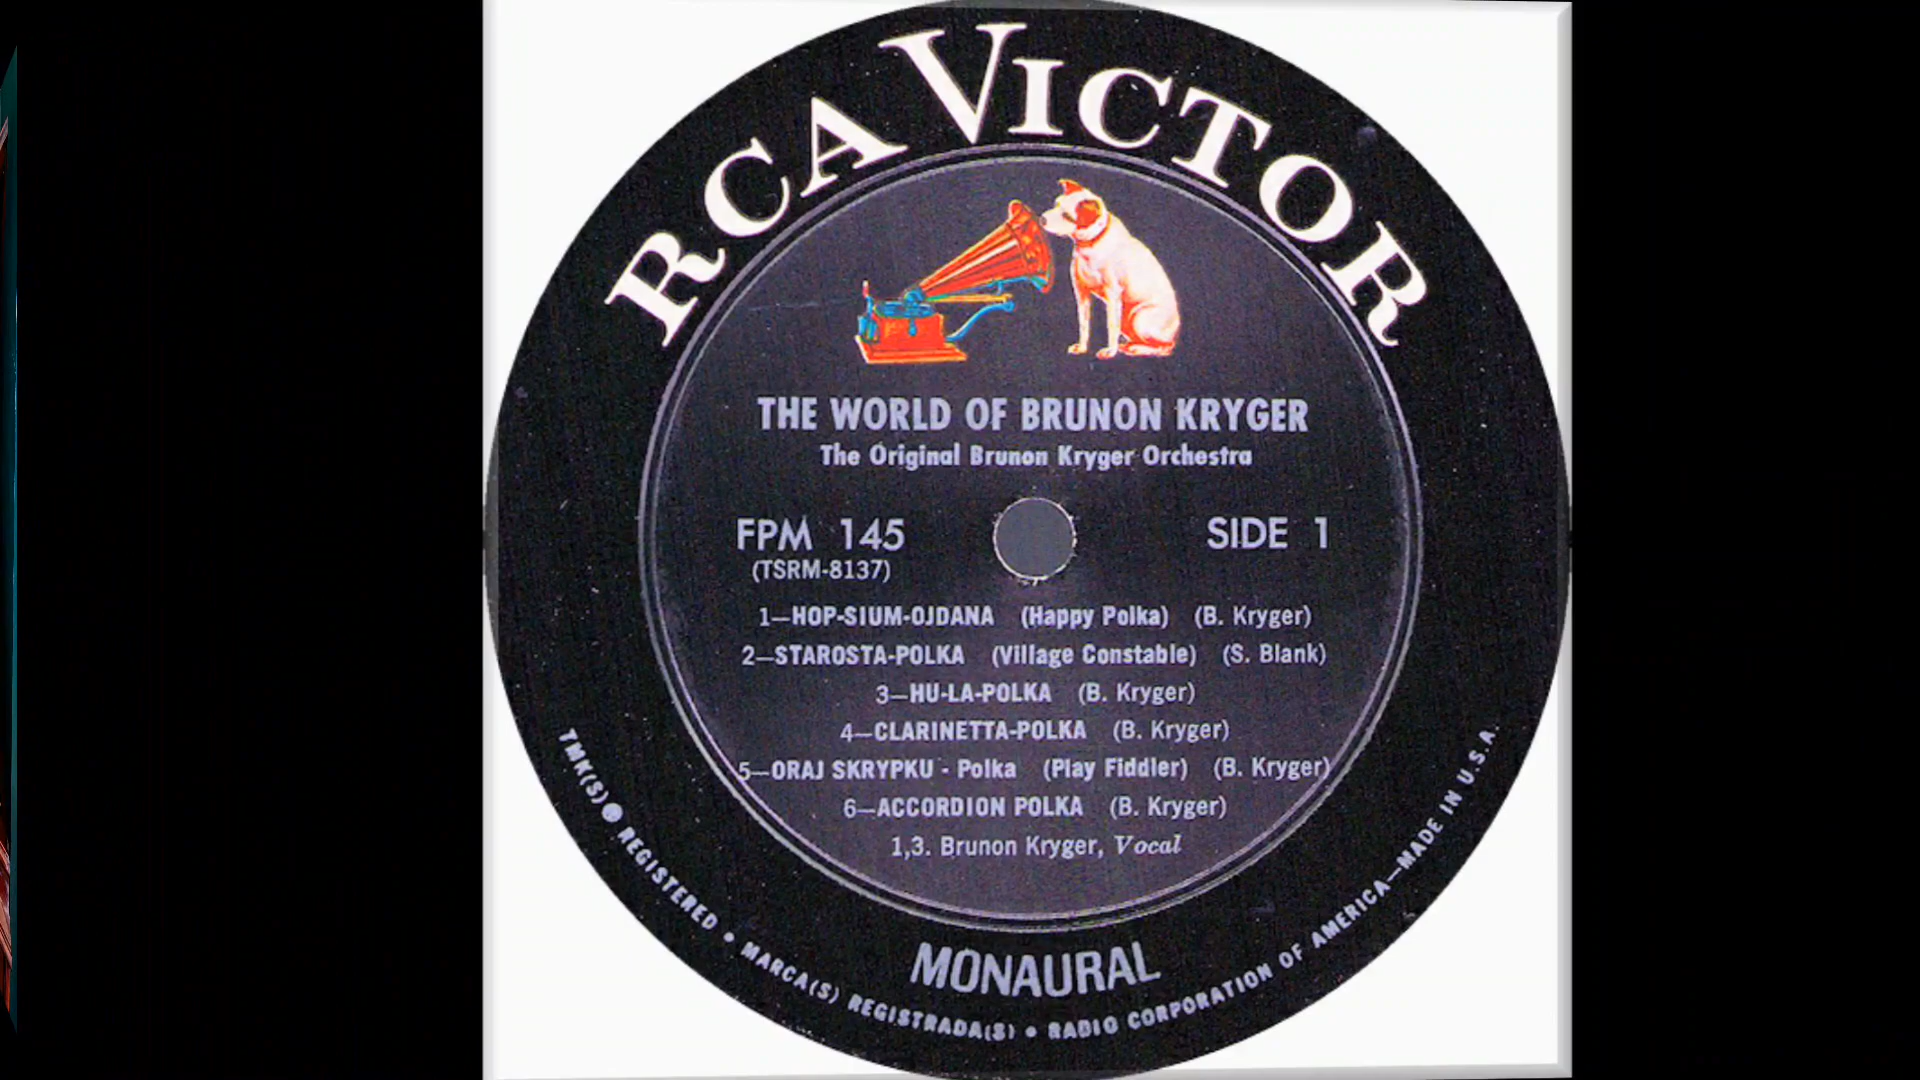 RCA VICTOR
THE WORLD OF BRUNON KRYGER
The Original Brunon Kryger Orchestra
FPM 145
(TSRM-8137)
SIDE 1
1—HOP-SIUM-OJDANA (Happy Polka) (B. Kryger)
2—STAROSTA-POLKA (Village Constable) (S. Blank)
3—HU-LA-POLKA (B. Kryger)
4—CLARINETTA-POLKA (B. Kryger)
5—ORAJ SKRYPKU - Polka (Play Fiddler) (B. Kryger)
6—ACCORDION POLKA (B. Kryger)
1,3. Brunon Kryger, Vocal
MONAURAL
TMK(S) ® REGISTERED • MARCA(S) REGISTRADA(S) • RADIO CORPORATION OF AMERICA—MADE IN U.S.A.